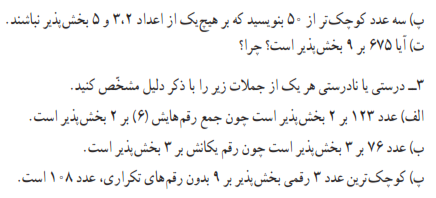 پ) سه عدد کوچک‌تر از ۵۰ بنویسید که بر هیچ‌یک از اعداد ۳،۲ و ۵ بخش‌پذیر نباشند.
ت) آیا ۶۷۵ بر ۹ بخش‌پذیر است؟ چرا؟
۳ــ درستی یا نادرستی هر یک از جملات زیر را با ذکر دلیل مشخّص کنید.
الف) عدد ۱۲۳ بر ۲ بخش‌پذیر است چون جمع رقم‌هایش (۶) بر ۲ بخش‌پذیر است.
ب) عدد ۷۶ بر ۳ بخش‌پذیر است چون رقم یکانش بر ۳ بخش‌پذیر است.
پ) کوچک‌ترین عدد ۳ رقمی بخش‌پذیر بر ۹ بدون رقم‌های تکراری، عدد ۱۰۸ است.